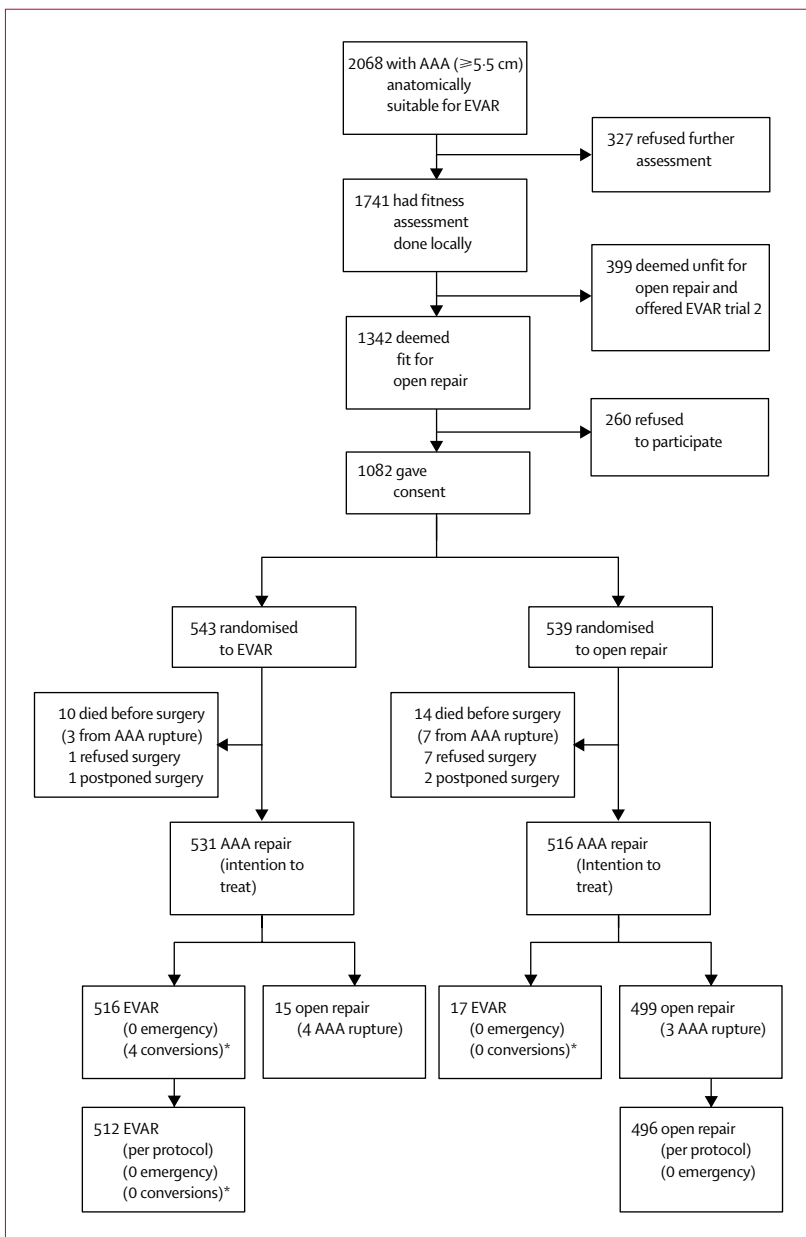 2068 with AAA (⩾5·5 cm)
anatomically
suitable for EVAR
327 refused further
assessment
1741 had fitness
assessment
done locally
399 deemed unfit for
open repair and
offered EVAR trial 2
1342 deemed
fit for
open repair
260 refused
to participate
1082 gave
consent
543 randomised
to EVAR
539 randomised
to open repair
10 died before surgery
(3 from AAA rupture)
1 refused surgery
1 postponed surgery
14 died before surgery
(7 from AAA rupture)
7 refused surgery
2 postponed surgery
531 AAA repair
(intention to
treat)
516 AAA repair
(Intention to
treat)
516 EVAR
(0 emergency)
(4 conversions)*
15 open repair
(4 AAA rupture)
17 EVAR
(0 emergency)
(0 conversions)*
499 open repair
(3 AAA rupture)
512 EVAR
(per protocol)
(0 emergency)
(0 conversions)*
496 open repair
(per protocol)
(0 emergency)